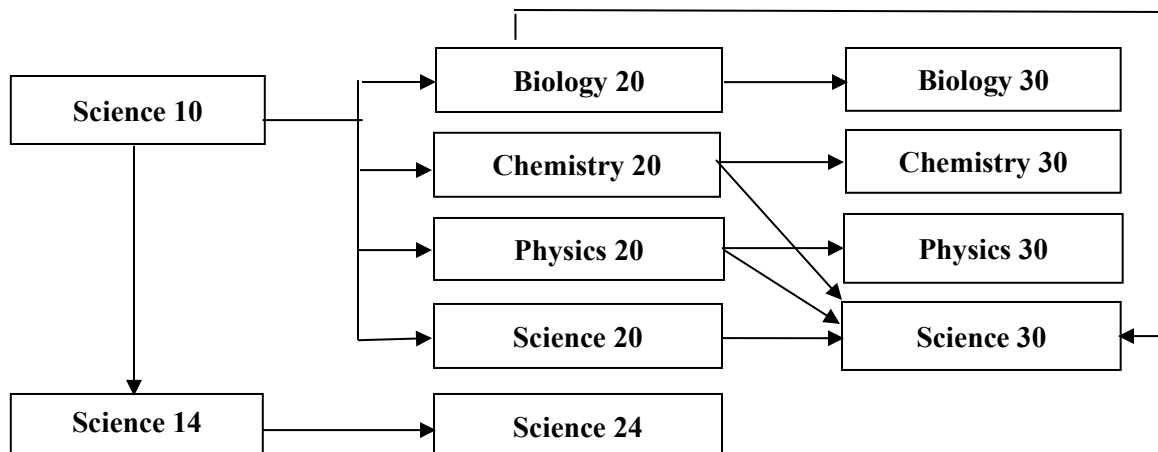 Biology 20
Biology 30
Science 10
Chemistry 20
Chemistry 30
Physics 20
Physics 30
Science 20
Science 30
Science 14
Science 24